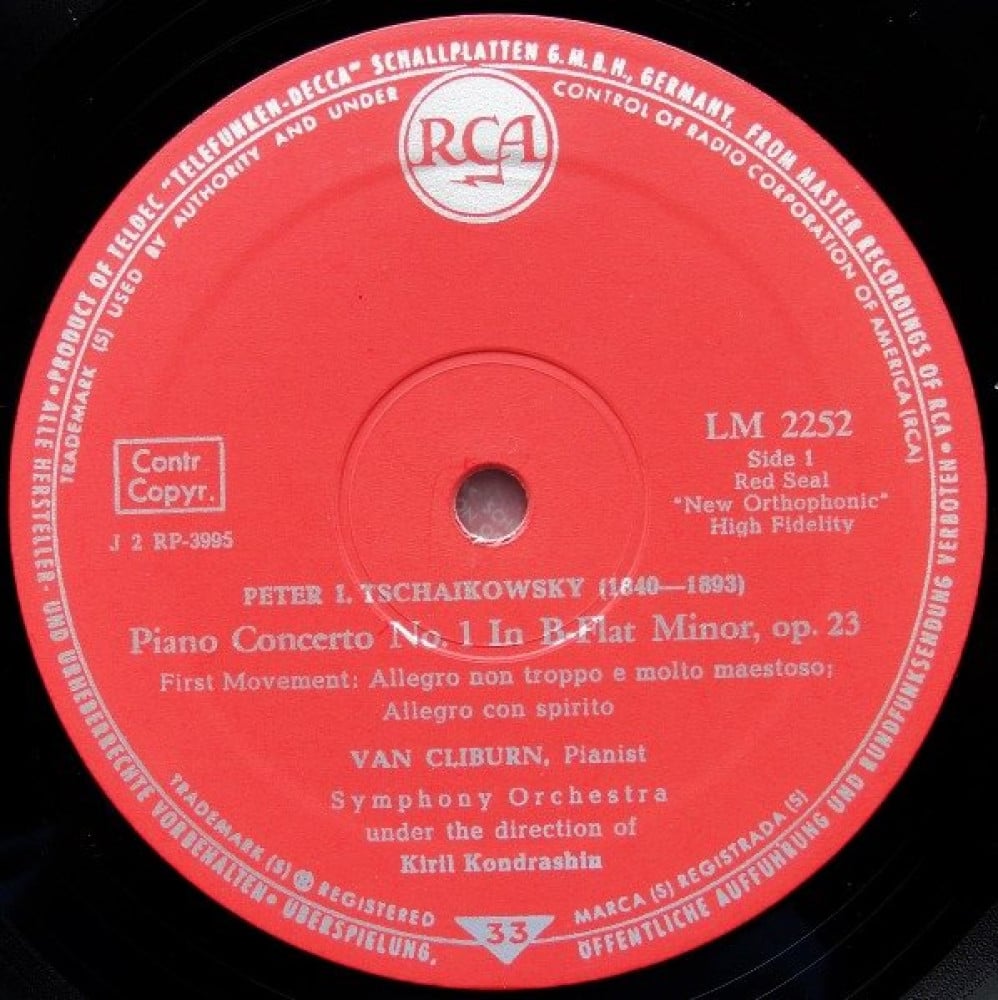 • PRODUCT OF TELDEC "TELEFUNKEN-DECCA" SCHALLPLATTEN G.M.B.H., GERMANY, FROM MASTER RECORDINGS OF RCA •
TRADEMARK (S) USED BY AUTHORITY AND UNDER CONTROL OF RADIO CORPORATION OF AMERICA (RCA)
RCA
LM 2252
Side 1
Red Seal
"New Orthophonic"
High Fidelity
Contr
Copyr.
J 2 RP-3995
PETER I. TSCHAIKOWSKY (1840—1893)
Piano Concerto No. 1 In B-Flat Minor, op. 23
First Movement: Allegro non troppo e molto maestoso;
Allegro con spirito
VAN CLIBURN, Pianist
Symphony Orchestra
under the direction of
Kiril Kondrashin
TRADEMARK (S) ® REGISTERED
MARCA (S) REGISTRADA (S)
33
ALLE HERSTELLER- UND URHEBERRECHTE VORBEHALTEN • ÜBERSPIELUNG, ÖFFENTLICHE AUFFÜHRUNG UND RUNDFUNKSENDUNG VERBOTEN